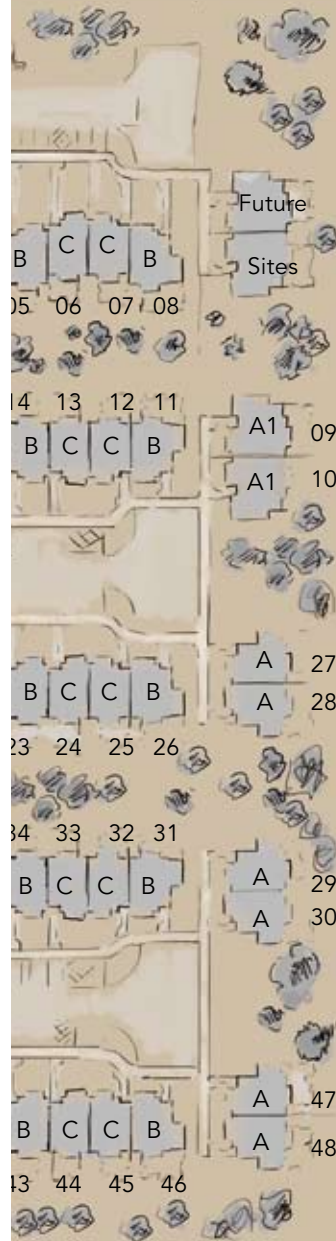 Future
B C C B
Sites
05 06 07 08
14 13 12 11
A1 09
B C C B
A1 10
A 27
B C C B A 28
23 24 25 26
34 33 32 31
B C C B A 29
A 30
A 47
B C C B A 48
43 44 45 46